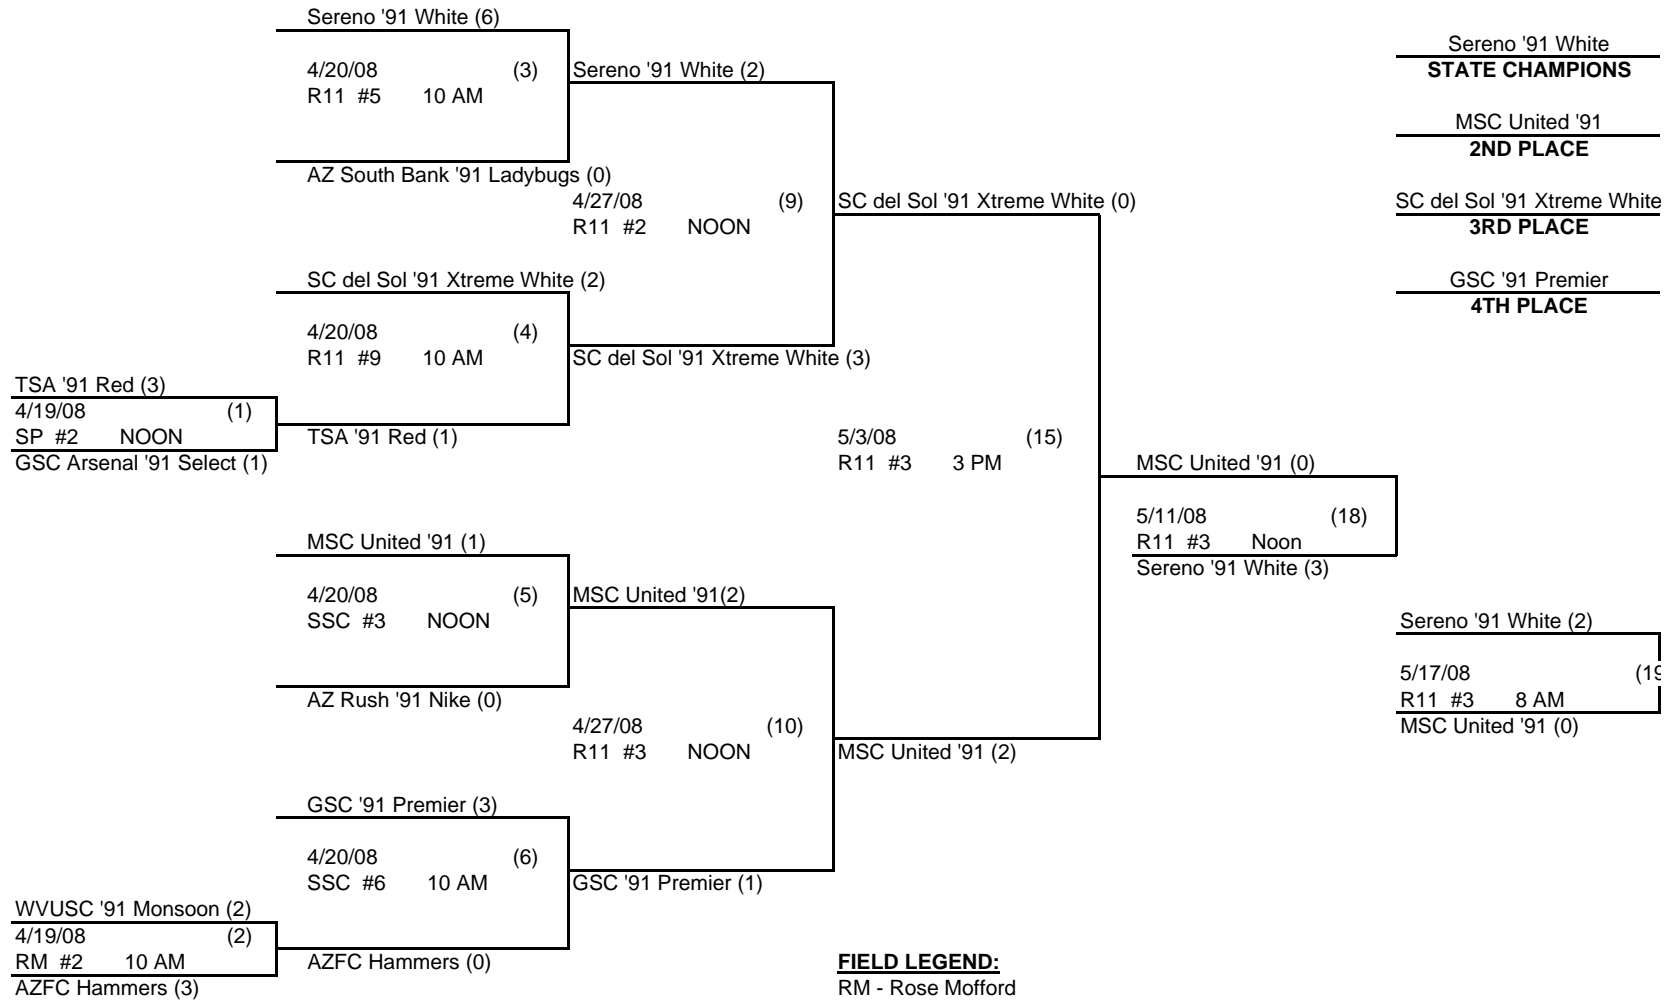 Sereno '91 White (6)
4/20/08 (3)
R11 #5 10 AM
AZ South Bank '91 Ladybugs (0)
Sereno '91 White (2)
4/27/08 (9)
R11 #2 NOON
SC del Sol '91 Xtreme White (2)
4/20/08 (4)
R11 #9 10 AM
SC del Sol '91 Xtreme White (3)
TSA '91 Red (3)
4/19/08 (1)
SP #2 NOON
GSC Arsenal '91 Select (1)
TSA '91 Red (1)
SC del Sol '91 Xtreme White (0)
5/3/08 (15)
R11 #3 3 PM
MSC United '91 (1)
4/20/08 (5)
SSC #3 NOON
AZ Rush '91 Nike (0)
MSC United '91(2)
4/27/08 (10)
R11 #3 NOON
MSC United '91 (2)
GSC '91 Premier (3)
4/20/08 (6)
SSC #6 10 AM
GSC '91 Premier (1)
WVUSC '91 Monsoon (2)
4/19/08 (2)
RM #2 10 AM
AZFC Hammers (3)
AZFC Hammers (0)
MSC United '91 (0)
5/11/08 (18)
R11 #3 Noon
Sereno '91 White (3)
Sereno '91 White (2)
5/17/08 (19
R11 #3 8 AM
MSC United '91 (0)
Sereno '91 White
STATE CHAMPIONS
MSC United '91
2ND PLACE
SC del Sol '91 Xtreme White
3RD PLACE
GSC '91 Premier
4TH PLACE
FIELD LEGEND:
RM - Rose Mofford